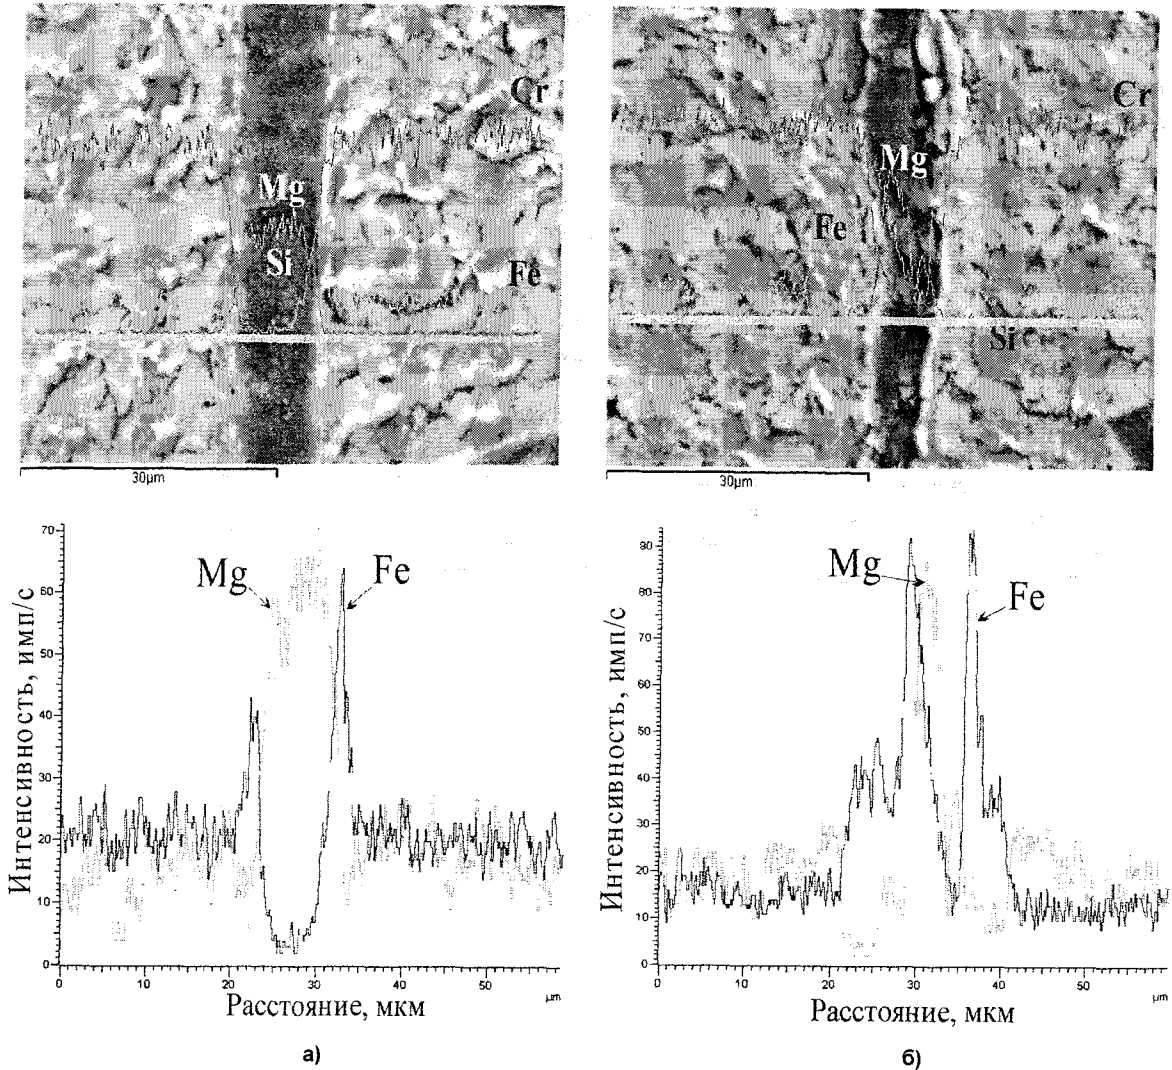 Cr
Mg
Si
Fe
30µm
Cr
Mg
Fe
Si
30µm
70
60
50
40
30
20
10
0
Интенсивность, имп/с
Mg
Fe
0
10
20
30
40
50
µm
Расстояние, мкм
а)
90
80
70
60
50
40
30
20
10
0
Интенсивность, имп/с
Mg
Fe
0
10
20
30
40
50
µm
Расстояние, мкм
б)